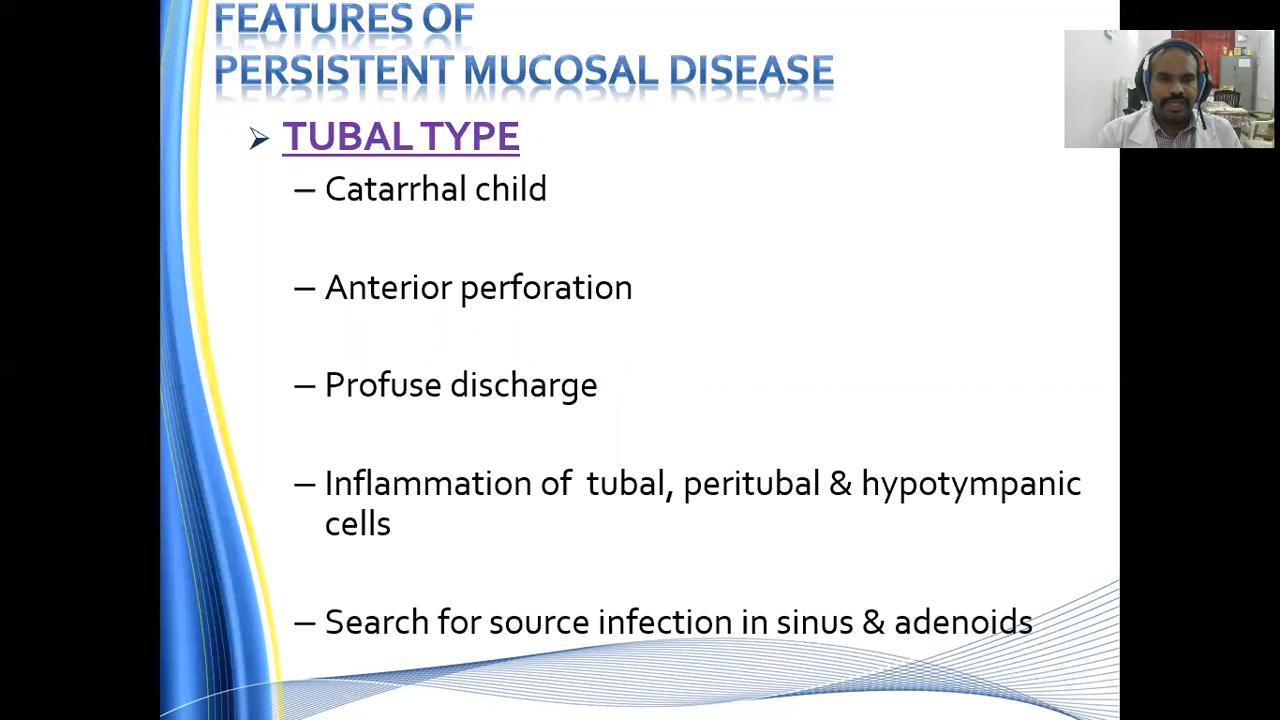 FEATURES OF
PERSISTENT MUCOSAL DISEASE
➢ TUBAL TYPE
– Catarrhal child
– Anterior perforation
– Profuse discharge
– Inflammation of  tubal, peritubal & hypotympanic
cells
– Search for source infection in sinus & adenoids